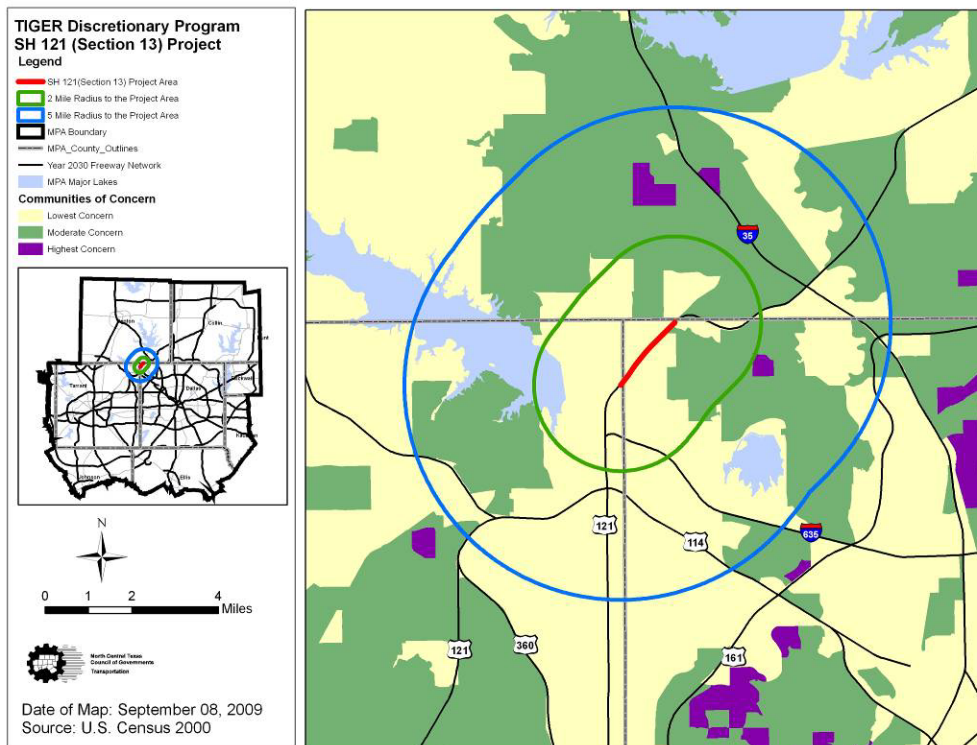 TIGER Discretionary Program
SH 121 (Section 13) Project
Legend
SH 121(Section 13) Project Area
2 Mile Radius to the Project Area
5 Mile Radius to the Project Area
MPA Boundary
MPA_County_Outlines
Year 2030 Freeway Network
MPA Major Lakes
Communities of Concern
Lowest Concern
Moderate Concern
Highest Concern
Collin
Tarrant
Dallas
Ellis
N
0 1 2 4
Miles
North Central Texas
Council of Governments
Transportation
Date of Map: September 08, 2009
Source: U.S. Census 2000
35
121
114
635
121
360
161